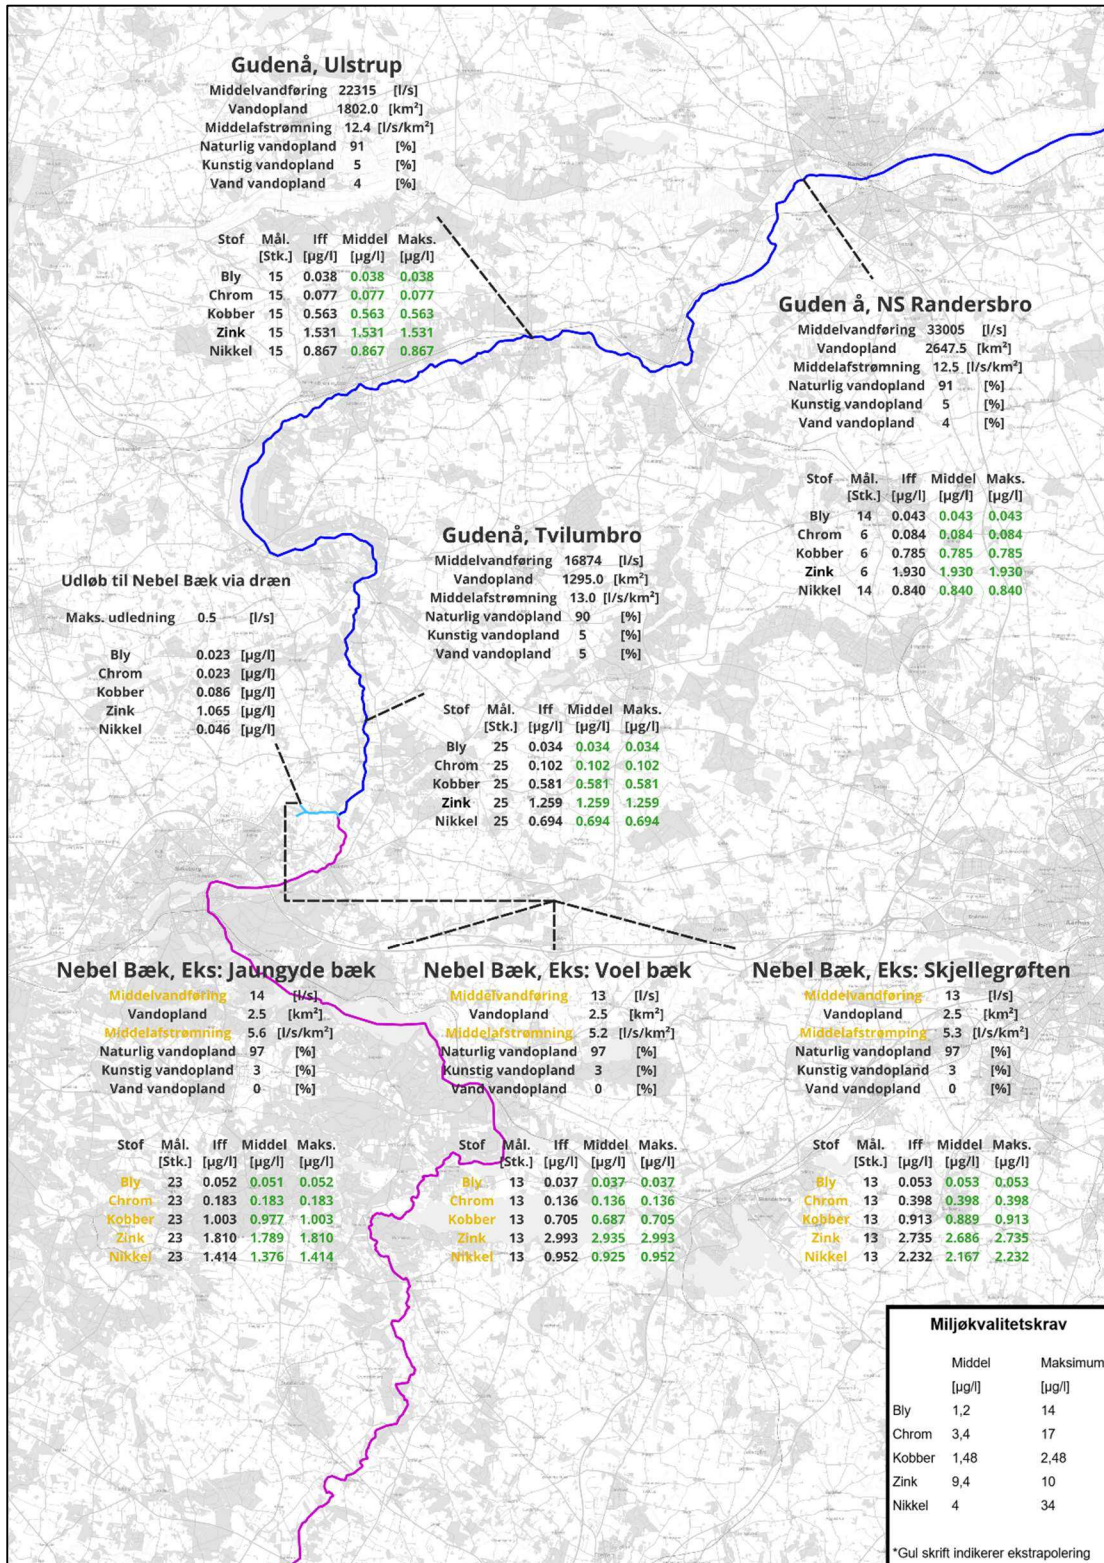 Gudenå, Ulstrup
Middelvandføring 22315 [l/s]
Vandopland 1802.0 [km²]
Middelafstrømning 12.4 [l/s/km²]
Naturlig vandopland 91 [%]
Kunstig vandopland 5 [%]
Vand vandopland 4 [%]
Stof Mål. Iff Middel Maks.
[Stk.] [µg/l] [µg/l] [µg/l]
Bly 15 0.038 0.038 0.038
Chrom 15 0.077 0.077 0.077
Kobber 15 0.563 0.563 0.563
Zink 15 1.531 1.531 1.531
Nikkel 15 0.867 0.867 0.867
Randers
Guden å, NS Randersbro
Middelvandføring 33005 [l/s]
Vandopland 2647.5 [km²]
Middelafstrømning 12.5 [l/s/km²]
Naturlig vandopland 91 [%]
Kunstig vandopland 5 [%]
Vand vandopland 4 [%]
Stof Mål. Iff Middel Maks.
[Stk.] [µg/l] [µg/l] [µg/l]
Bly 14 0.043 0.043 0.043
Chrom 6 0.084 0.084 0.084
Kobber 6 0.785 0.785 0.785
Zink 6 1.930 1.930 1.930
Nikkel 14 0.840 0.840 0.840
Gudenå, Tvilumbro
Middelvandføring 16874 [l/s]
Vandopland 1295.0 [km²]
Middelafstrømning 13.0 [l/s/km²]
Naturlig vandopland 90 [%]
Kunstig vandopland 5 [%]
Vand vandopland 5 [%]
Stof Mål. Iff Middel Maks.
[Stk.] [µg/l] [µg/l] [µg/l]
Bly 25 0.034 0.034 0.034
Chrom 25 0.102 0.102 0.102
Kobber 25 0.581 0.581 0.581
Zink 25 1.259 1.259 1.259
Nikkel 25 0.694 0.694 0.694
Udløb til Nebel Bæk via dræn
Maks. udledning 0.5 [l/s]
Bly 0.023 [µg/l]
Chrom 0.023 [µg/l]
Kobber 0.086 [µg/l]
Zink 1.065 [µg/l]
Nikkel 0.046 [µg/l]
Aarhus
Nebel Bæk, Eks: Jaungyde bæk
Middelvandføring 14 [l/s]
Vandopland 2.5 [km²]
Middelafstrømning 5.6 [l/s/km²]
Naturlig vandopland 97 [%]
Kunstig vandopland 3 [%]
Vand vandopland 0 [%]
Stof Mål. Iff Middel Maks.
[Stk.] [µg/l] [µg/l] [µg/l]
Bly 23 0.052 0.051 0.052
Chrom 23 0.183 0.183 0.183
Kobber 23 1.003 0.977 1.003
Zink 23 1.810 1.789 1.810
Nikkel 23 1.414 1.376 1.414
Nebel Bæk, Eks: Voel bæk
Middelvandføring 13 [l/s]
Vandopland 2.5 [km²]
Middelafstrømning 5.2 [l/s/km²]
Naturlig vandopland 97 [%]
Kunstig vandopland 3 [%]
Vand vandopland 0 [%]
Stof Mål. Iff Middel Maks.
[Stk.] [µg/l] [µg/l] [µg/l]
Bly 13 0.037 0.037 0.037
Chrom 13 0.136 0.136 0.136
Kobber 13 0.705 0.687 0.705
Zink 13 2.993 2.935 2.993
Nikkel 13 0.952 0.925 0.952
Nebel Bæk, Eks: Skjellegrøften
Middelvandføring 13 [l/s]
Vandopland 2.5 [km²]
Middelafstrømning 5.3 [l/s/km²]
Naturlig vandopland 97 [%]
Kunstig vandopland 3 [%]
Vand vandopland 0 [%]
Stof Mål. Iff Middel Maks.
[Stk.] [µg/l] [µg/l] [µg/l]
Bly 13 0.053 0.053 0.053
Chrom 13 0.398 0.398 0.398
Kobber 13 0.913 0.889 0.913
Zink 13 2.735 2.686 2.735
Nikkel 13 2.232 2.167 2.232
Miljøkvalitetskrav
Middel Maksimum
[µg/l] [µg/l]
Bly 1,2 14
Chrom 3,4 17
Kobber 1,48 2,48
Zink 9,4 10
Nikkel 4 34
*Gul skrift indikerer ekstrapolering